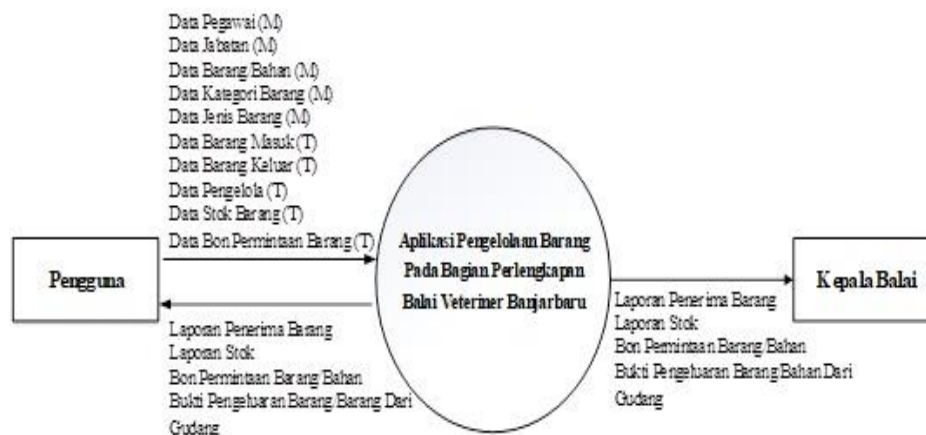 Data Pegawai (M)
Data Jabatan (M)
Data Barang/Bahan (M)
Data Kategori Barang (M)
Data Jenis Barang (M)
Data Barang Masuk (T)
Data Barang Keluar (T)
Data Pengelola (T)
Data Stok Barang (T)
Data Bon Permintaan Barang (T)
Pengguna
Laporan Penerima Barang
Laporan Stok
Bon Permintaan Barang/Bahan
Bukti Pengeluaran Barang/Barang Dari
Gudang
Aplikasi Pengelolaan Barang
Pada Bagian Perlengkapan
Balai Veteriner Banjarbaru
Kepala Balai
Laporan Penerima Barang
Laporan Stok
Bon Permintaan Barang/Bahan
Bukti Pengeluaran Barang/Bahan Dari
Gudang